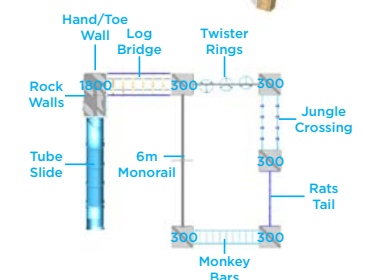 Hand/Toe
Wall
Log
Bridge
Twister
Rings
1800
300
300
Rock
Walls
Jungle
Crossing
Tube
Slide
6m
Monorail
300
Rats
Tail
300
300
Monkey
Bars